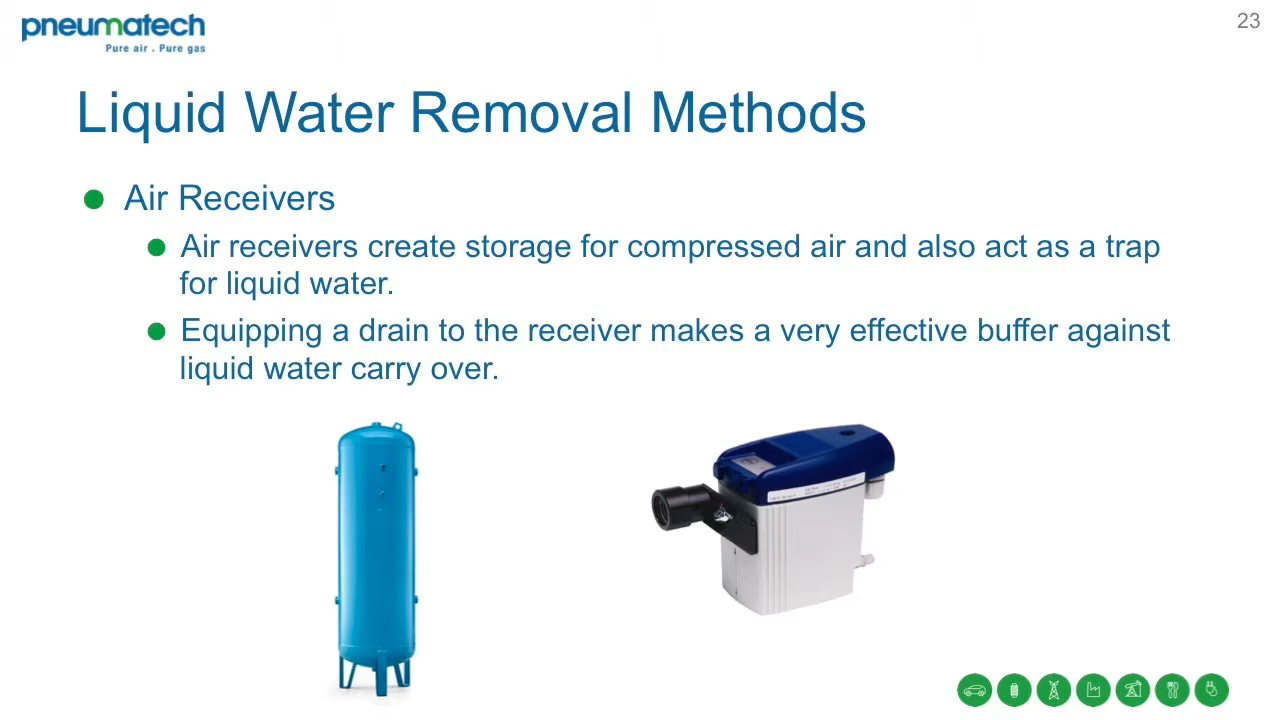 pneumatech
Pure air . Pure gas
23
Liquid Water Removal Methods
Air Receivers
Air receivers create storage for compressed air and also act as a trap
for liquid water.
Equipping a drain to the receiver makes a very effective buffer against
liquid water carry over.